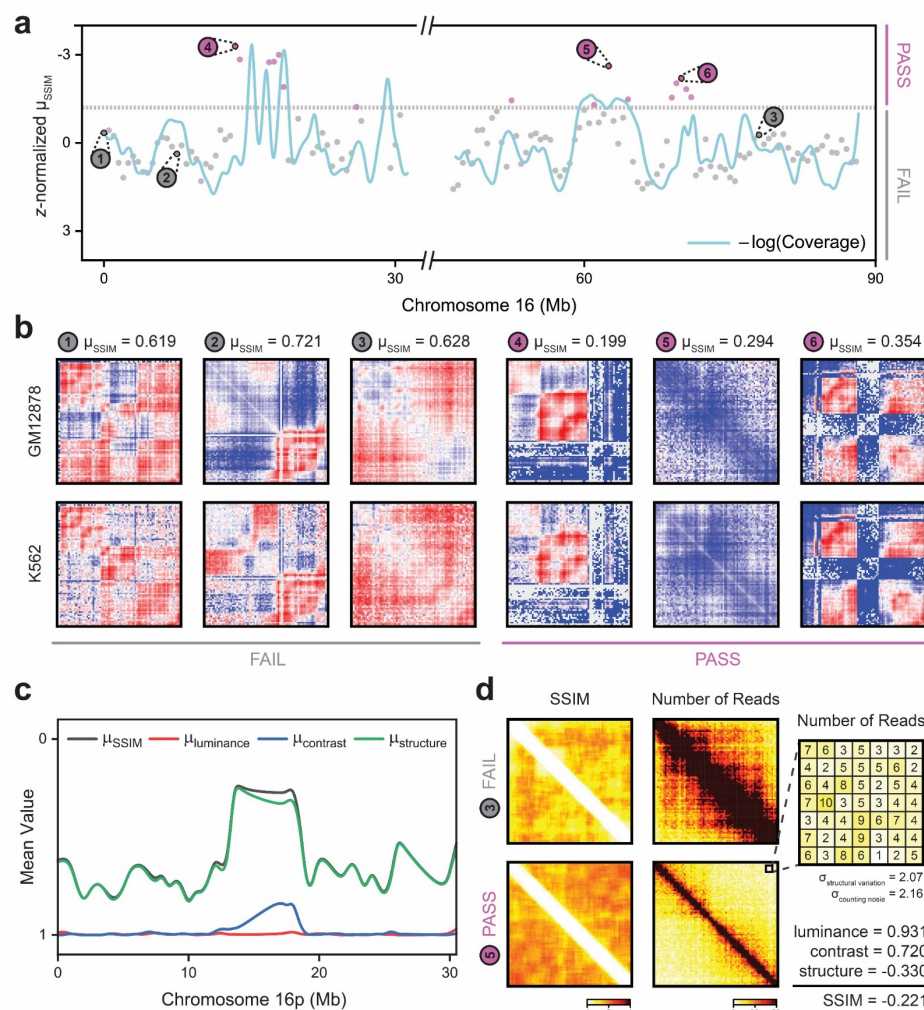 a
-3
0
3
z-normalized μSSIM
4
5
6
1
2
3
PASS
FAIL
−log(Coverage)
0
30
60
90
Chromosome 16 (Mb)
b
1 μSSIM = 0.619
2 μSSIM = 0.721
3 μSSIM = 0.628
4 μSSIM = 0.199
5 μSSIM = 0.294
6 μSSIM = 0.354
GM12878
K562
FAIL
PASS
c
μSSIM
μluminance
μcontrast
μstructure
Mean Value
0
1
0
10
20
30
Chromosome 16p (Mb)
d
SSIM
Number of Reads
3 FAIL
5 PASS
Number of Reads
7 6 3 5 3 3 2
4 2 5 5 5 6 2
6 4 8 5 2 5 4
7 10 3 5 3 4 4
3 4 4 9 6 7 4
7 2 4 9 3 4 4
6 3 8 6 1 2 5
σstructural variation = 2.07
σcounting nosie = 2.16
luminance = 0.931
contrast = 0.720
structure = -0.330
SSIM = -0.221